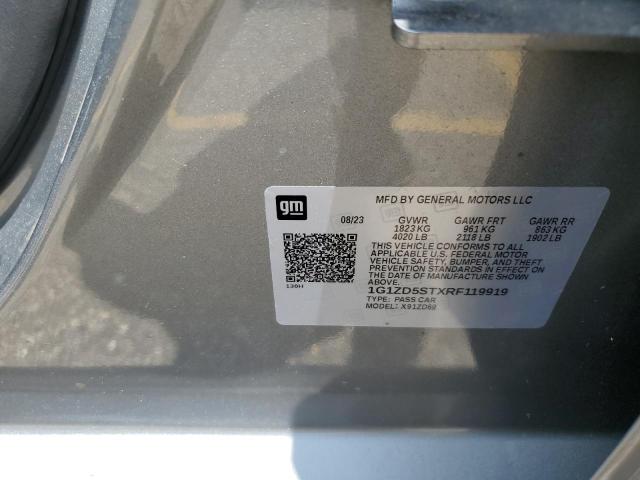 gm
MFD BY GENERAL MOTORS LLC
08/23 GVWR GAWR FRT GAWR RR
1823 KG 961 KG 863 KG
4020 LB 2118 LB 1902 LB
THIS VEHICLE CONFORMS TO ALL
APPLICABLE U.S. FEDERAL MOTOR
VEHICLE SAFETY, BUMPER, AND THEFT
PREVENTION STANDARDS IN EFFECT ON
THE DATE OF MANUFACTURE SHOWN
ABOVE.
138H
1G1ZD5STXRF119919
TYPE: PASS CAR
MODEL: X91ZD69